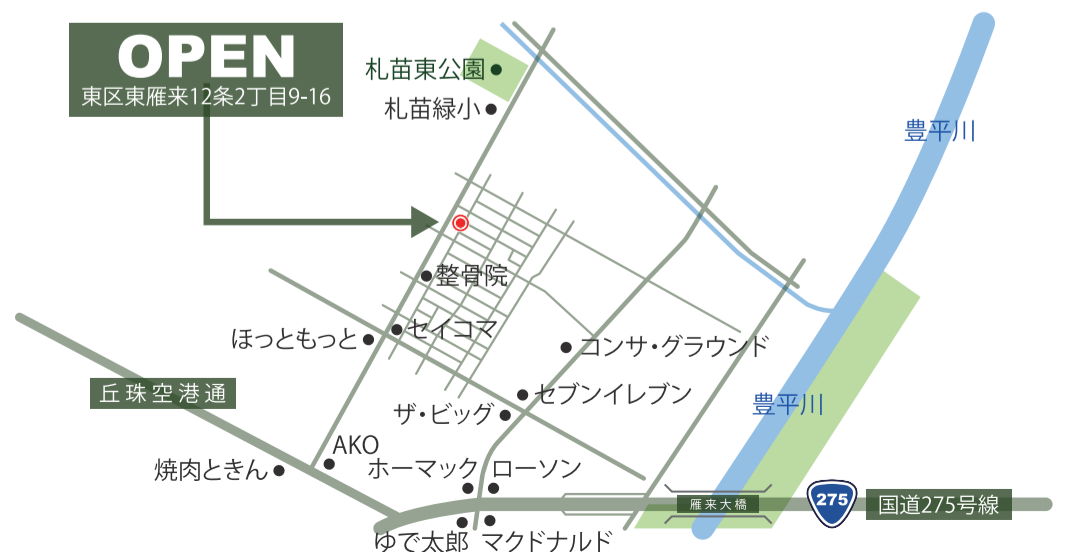 OPEN
東区東雁来12条2丁目9-16
札苗東公園
札苗緑小
豊平川
整骨院
セイコマ
ほっともっと
コンサ・グラウンド
丘珠空港通
セブンイレブン
豊平川
ザ・ビッグ
AKO
焼肉ときん
ホーマック
ローソン
雁来大橋
275
国道275号線
ゆで太郎
マクドナルド